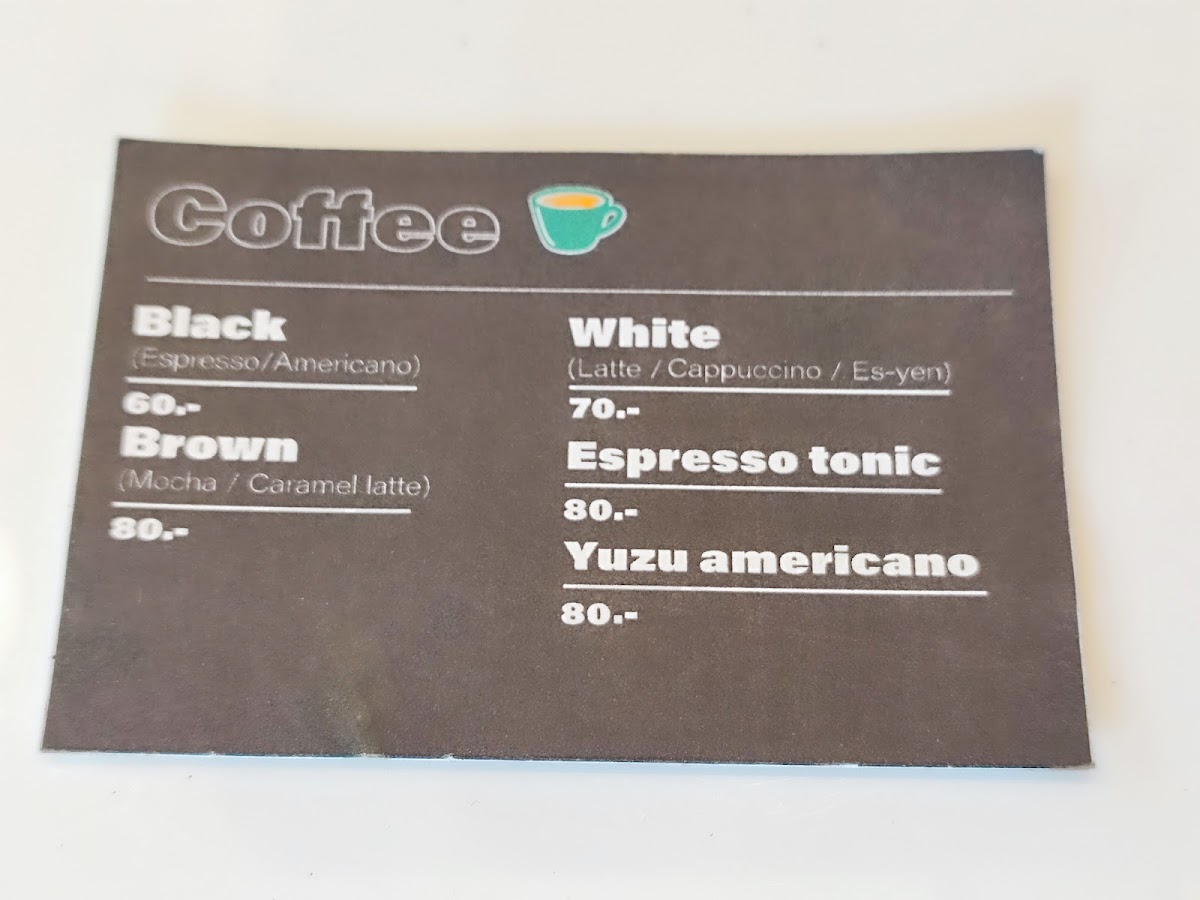 Coffee
Black
(Espresso/Americano)
60.-
Brown
(Mocha / Caramel latte)
80.-
White
(Latte / Cappuccino / Es-yen)
70.-
Espresso tonic
80.-
Yuzu americano
80.-